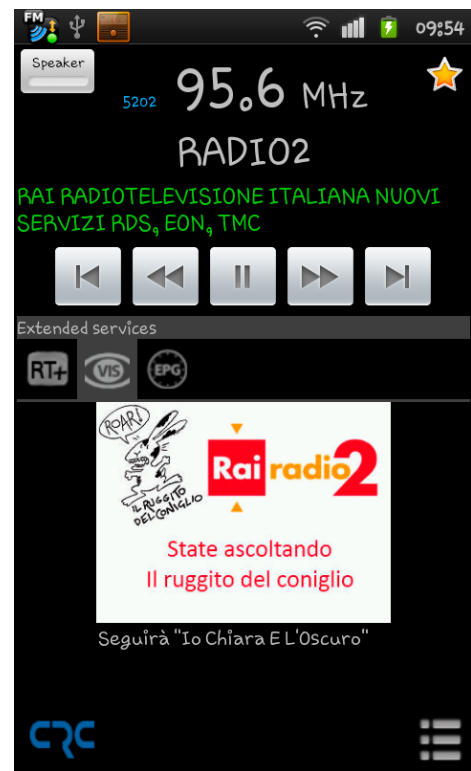 FM
09:54
Speaker
5202 95.6 MHz
RADIO2
RAI RADIOTELEVISIONE ITALIANA NUOVI
SERVIZI RDS, EON, TMC
Extended services
RT+ VIS EPG
ROAR!
IL RUGGITO
DEL CONIGLIO
Rai radio2
State ascoltando
Il ruggito del coniglio
Seguirà "Io Chiara E L'Oscuro"
CRC